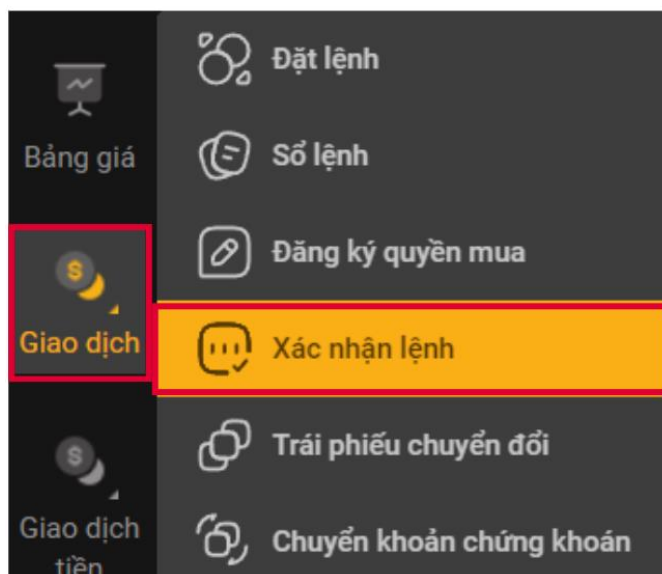 Bảng giá
Giao dịch
Giao dịch
tiền
Đặt lệnh
Sổ lệnh
Đăng ký quyền mua
Xác nhận lệnh
Trái phiếu chuyển đổi
Chuyển khoản chứng khoán